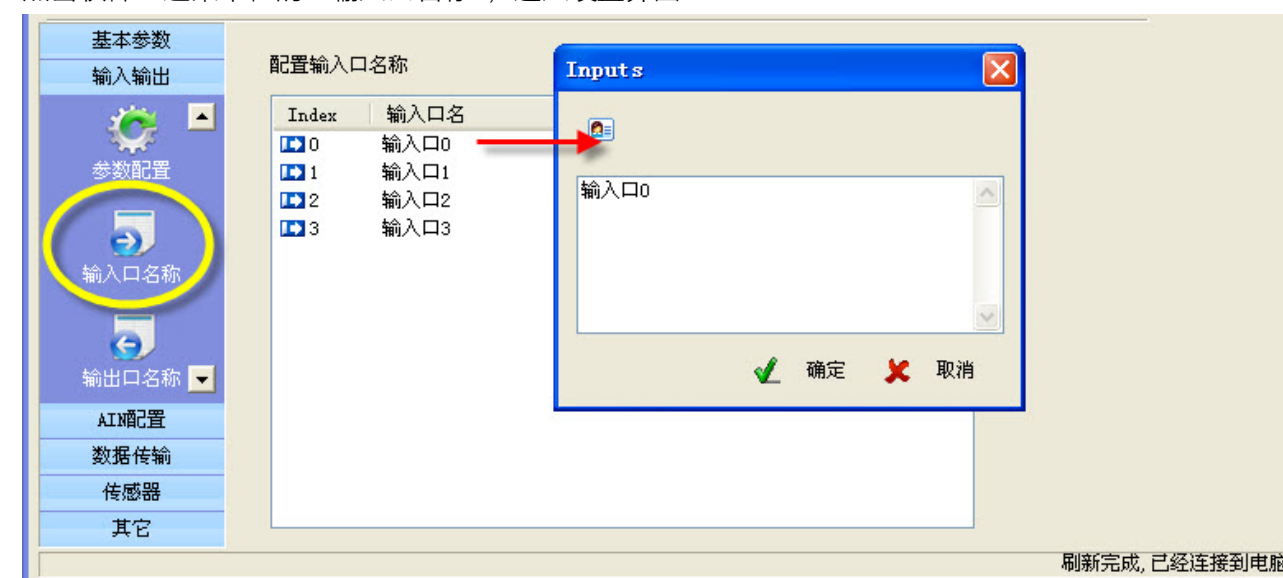 基本参数
输入输出
参数配置
输入口名称
输出口名称
AIN配置
数据传输
传感器
其它
配置输入口名称
Index 输入口名
0 输入口0
1 输入口1
2 输入口2
3 输入口3
Inputs
输入口0
确定 取消
刷新完成,已经连接到电脑